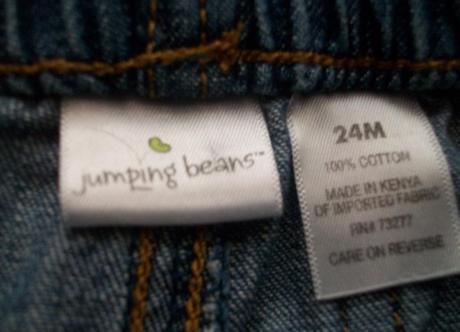 jumping beans™
24M
100% COTTON
MADE IN KENYA
OF IMPORTED FABRIC
RN# 73277
CARE ON REVERSE